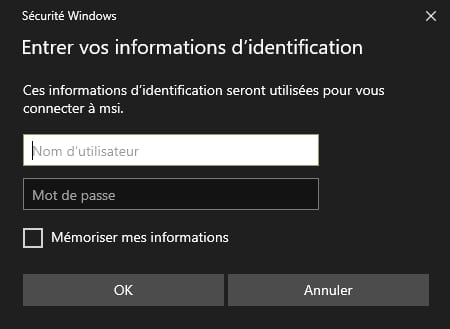 Sécurité Windows
Entrer vos informations d’identification
Ces informations d’identification seront utilisées pour vous
connecter à msi.
Nom d'utilisateur
Mot de passe
Mémoriser mes informations
OK
Annuler